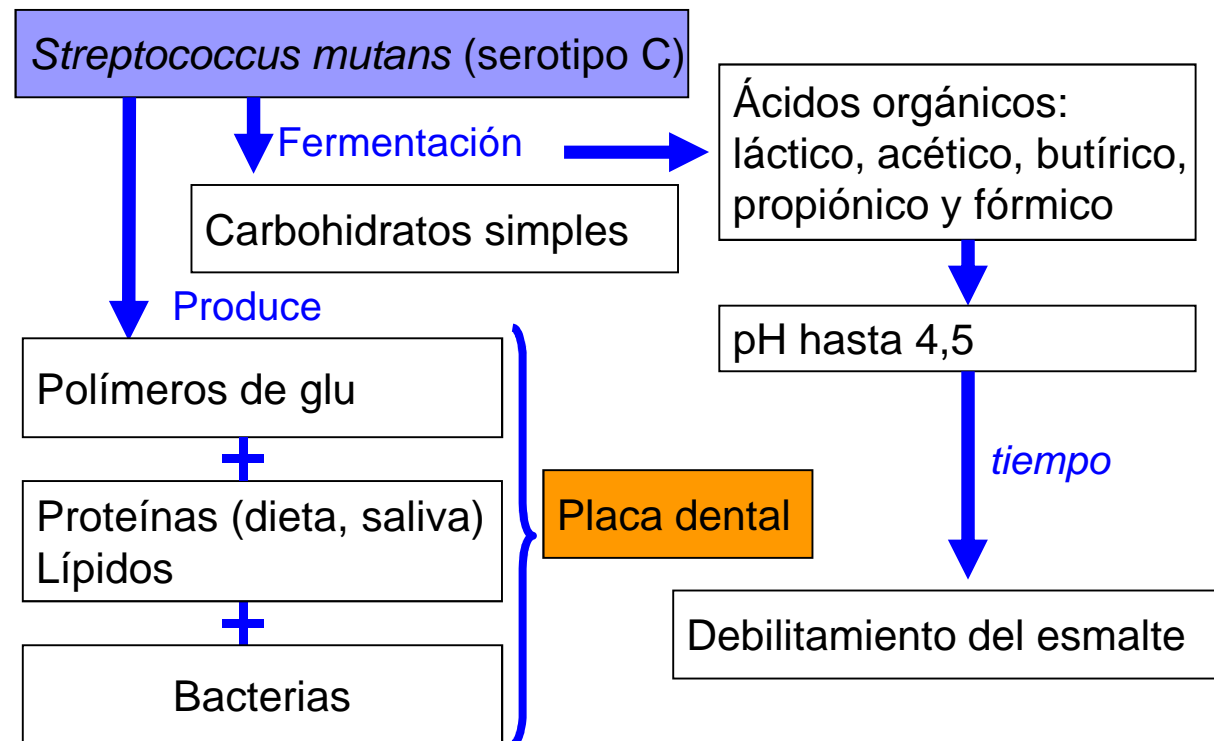 Streptococcus mutans (serotipo C)
Fermentación
Carbohidratos simples
Ácidos orgánicos:
láctico, acético, butírico,
propiónico y fórmico
pH hasta 4,5
tiempo
Debilitamiento del esmalte
Produce
Polímeros de glu
+
Proteínas (dieta, saliva)
Lípidos
+
Bacterias
Placa dental